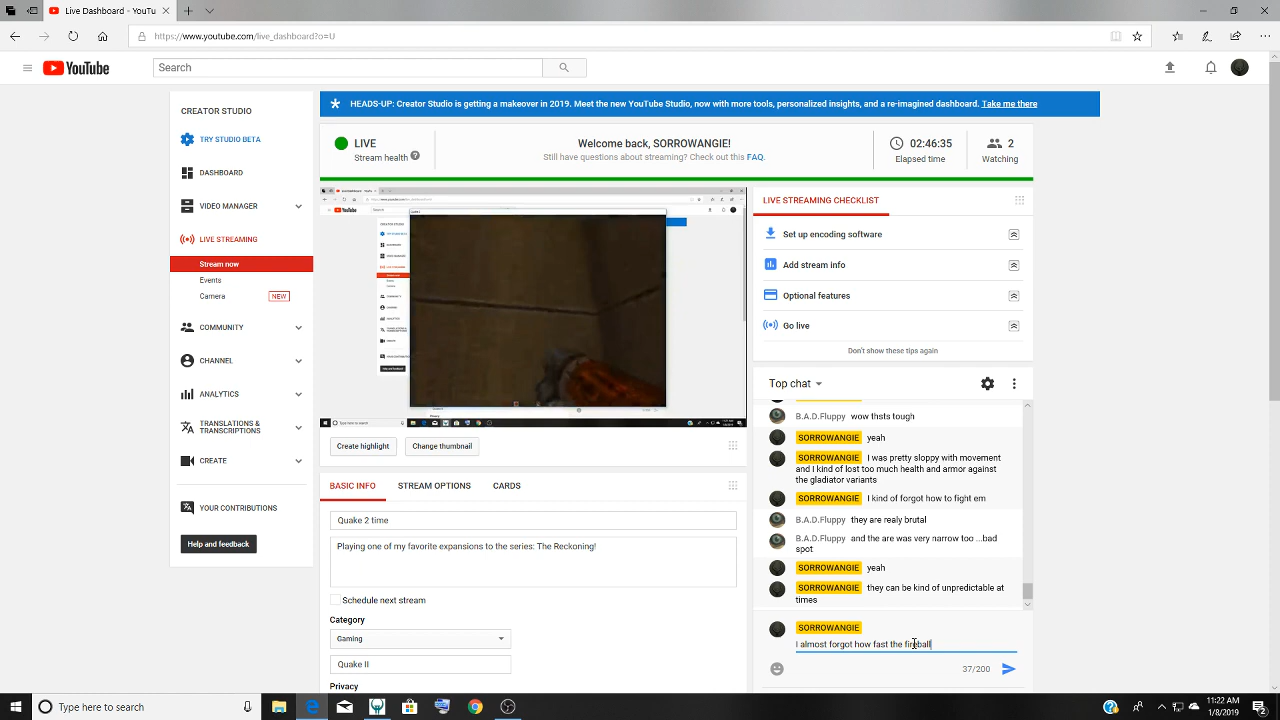 Live Dashboard - YouTu
https://www.youtube.com/live_dashboard?o=U
YouTube
Search
CREATOR STUDIO
TRY STUDIO BETA
DASHBOARD
VIDEO MANAGER
LIVE STREAMING
Stream now
Events
Camera NEW
COMMUNITY
CHANNEL
ANALYTICS
TRANSLATIONS &
TRANSCRIPTIONS
CREATE
YOUR CONTRIBUTIONS
Help and feedback
HEADS-UP: Creator Studio is getting a makeover in 2019. Meet the new YouTube Studio, now with more tools, personalized insights, and a re-imagined dashboard. Take me there
LIVE
Stream health ?
Welcome back, SORROWANGIE!
Still have questions about streaming? Check out this FAQ.
02:46:35
Elapsed time
2
Watching
Create highlight
Change thumbnail
BASIC INFO
STREAM OPTIONS
CARDS
Quake 2 time
Playing one of my favorite expansions to the series: The Reckoning!
Schedule next stream
Category
Gaming
Quake II
Privacy
LIVE STREAMING CHECKLIST
Set up encoding software
Add stream info
Optional features
Go live
Don't show these tips again
Top chat
B.A.D.Fluppy wow thsts tough
SORROWANGIE yeah
SORROWANGIE I was pretty sloppy with movement
and I kind of lost too much health and armor against
the gladiator variants
SORROWANGIE I kind of forgot how to fight em
B.A.D.Fluppy they are realy brutal
B.A.D.Fluppy and the are was very narrow too ...bad
spot
SORROWANGIE yeah
SORROWANGIE they can be kind of unpredictable at
times
SORROWANGIE
I almost forgot how fast the fireball
37/200
Type here to search
11:22 AM
1/8/2019